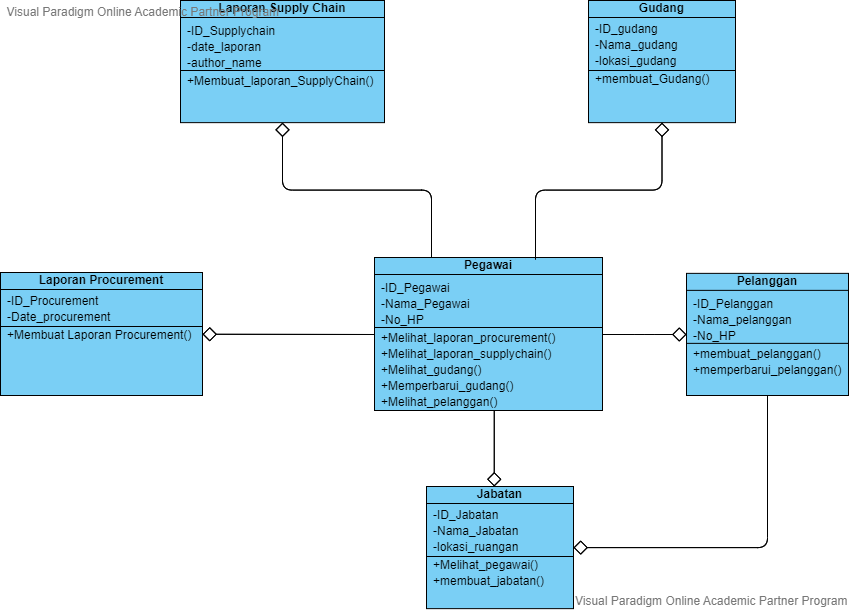 Visual Paradigm Online Academic Partner Program
Laporan Supply Chain
-ID_Supplychain
-date_laporan
-author_name
+Membuat_laporan_SupplyChain()
Gudang
-ID_gudang
-Nama_gudang
-lokasi_gudang
+membuat_Gudang()
Laporan Procurement
-ID_Procurement
-Date_procurement
+Membuat Laporan Procurement()
Pegawai
-ID_Pegawai
-Nama_Pegawai
-No_HP
+Melihat_laporan_procurement()
+Melihat_laporan_supplychain()
+Melihat_gudang()
+Memperbarui_gudang()
+Melihat_pelanggan()
Pelanggan
-ID_Pelanggan
-Nama_pelanggan
-No_HP
+membuat_pelanggan()
+memperbarui_pelanggan()
Jabatan
-ID_Jabatan
-Nama_Jabatan
-lokasi_ruangan
+Melihat_pegawai()
+membuat_jabatan()
Visual Paradigm Online Academic Partner Program